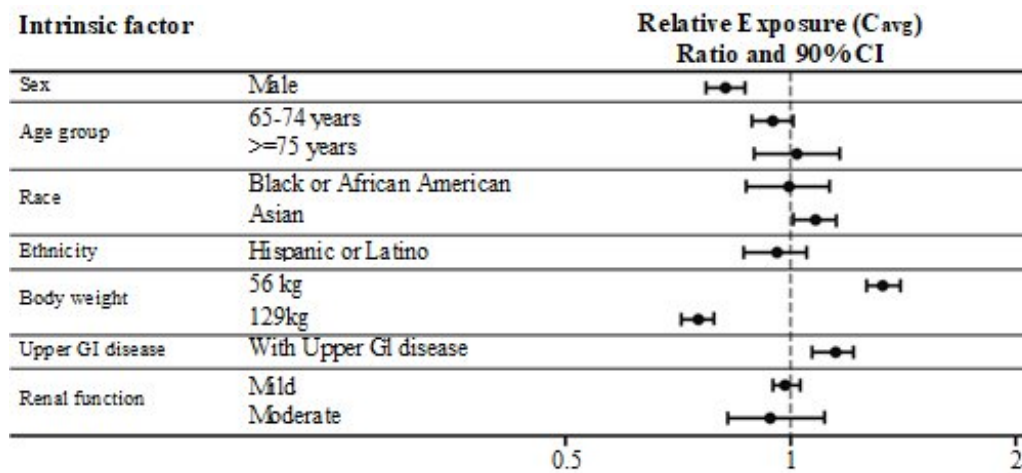 Intrinsic factor
Relative Exposure (Cavg)
Ratio and 90% CI
Sex
Male
Age group
65-74 years
>=75 years
Race
Black or African American
Asian
Ethnicity
Hispanic or Latino
Body weight
56 kg
129kg
Upper GI disease
With Upper GI disease
Renal function
Mild
Moderate
0.5 1 2